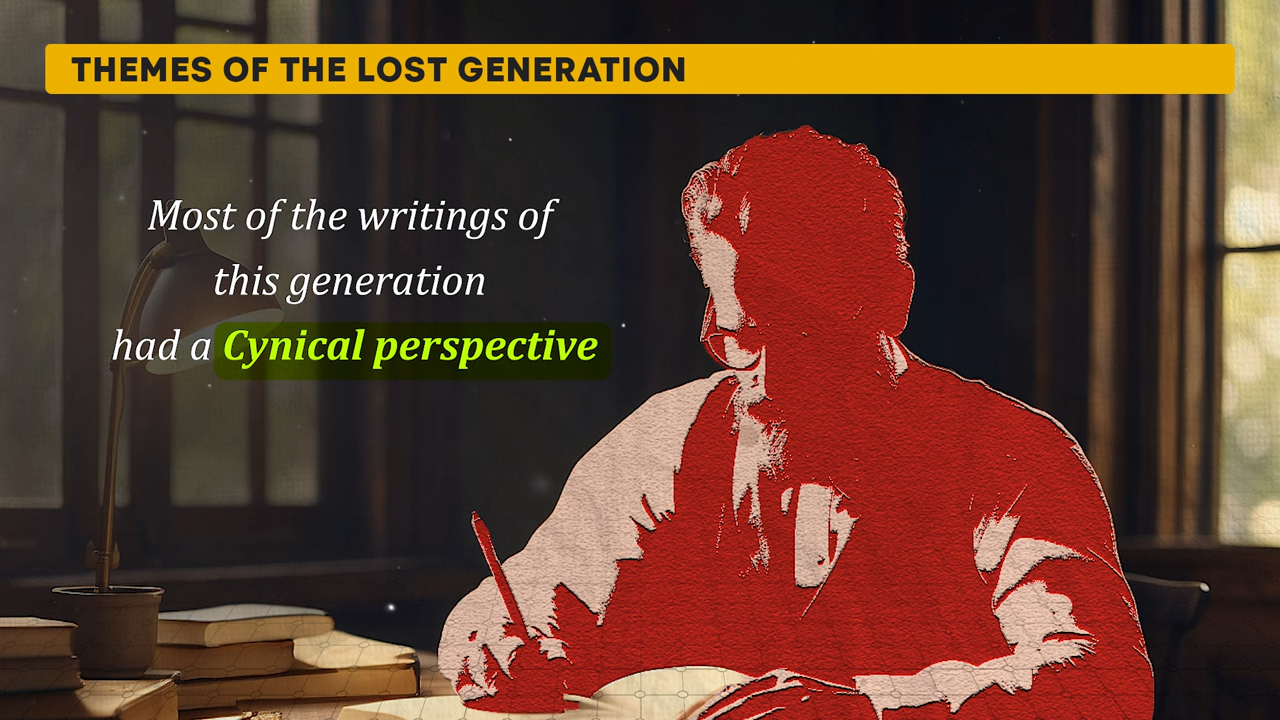 THEMES OF THE LOST GENERATION
Most of the writings of
this generation
had a Cynical perspective